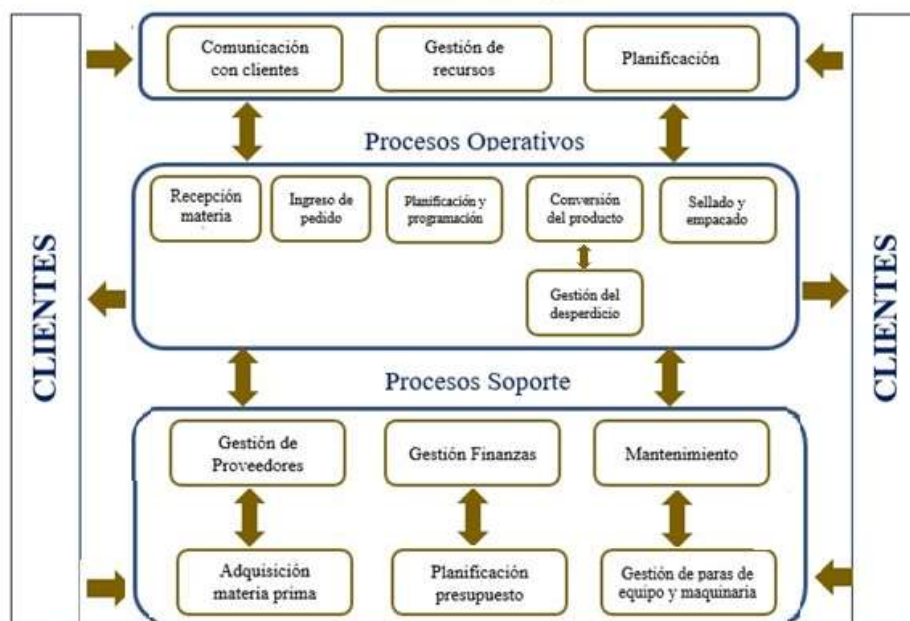 CLIENTES
Comunicación
con clientes
Gestión de
recursos
Planificación
Procesos Operativos
Recepción
materia
Ingreso de
pedido
Planificación y
programación
Conversión
del producto
Sellado y
empacado
Gestión del
desperdicio
Procesos Soporte
Gestión de
Proveedores
Gestión Finanzas
Mantenimiento
Adquisición
materia prima
Planificación
presupuesto
Gestión de paras de
equipo y maquinaria
CLIENTES